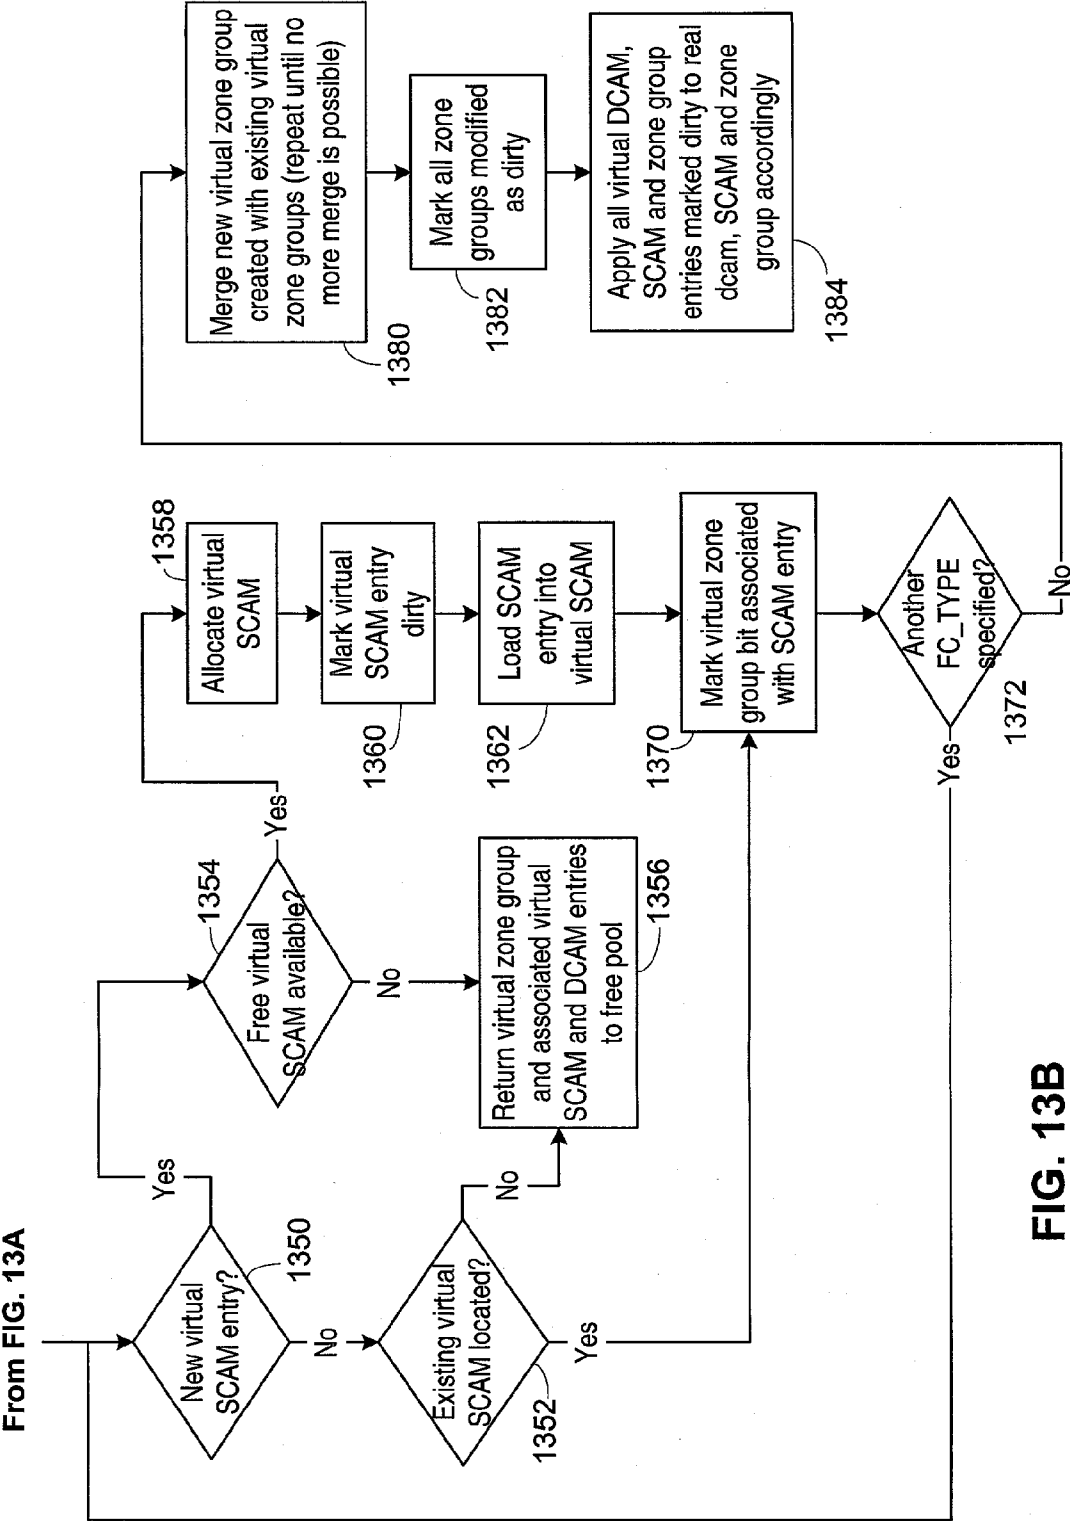 From FIG. 13A
New virtual
SCAM entry?
1350
Yes
No
Existing virtual
SCAM located?
1352
No
Yes
Free virtual
SCAM available?
1354
Yes
No
Return virtual zone group
and associated virtual
SCAM and DCAM entries
to free pool
1356
Allocate virtual
SCAM
1358
Mark virtual
SCAM entry
dirty
1360
Load SCAM
entry into
virtual SCAM
1362
Mark virtual zone
group bit associated
with SCAM entry
1370
Another
FC_TYPE
specified?
1372
Yes
No
Merge new virtual zone group
created with existing virtual
zone groups (repeat until no
more merge is possible)
1380
Mark all zone
groups modified
as dirty
1382
Apply all virtual DCAM,
SCAM and zone group
entries marked dirty to real
dcam, SCAM and zone
group accordingly
1384
FIG. 13B